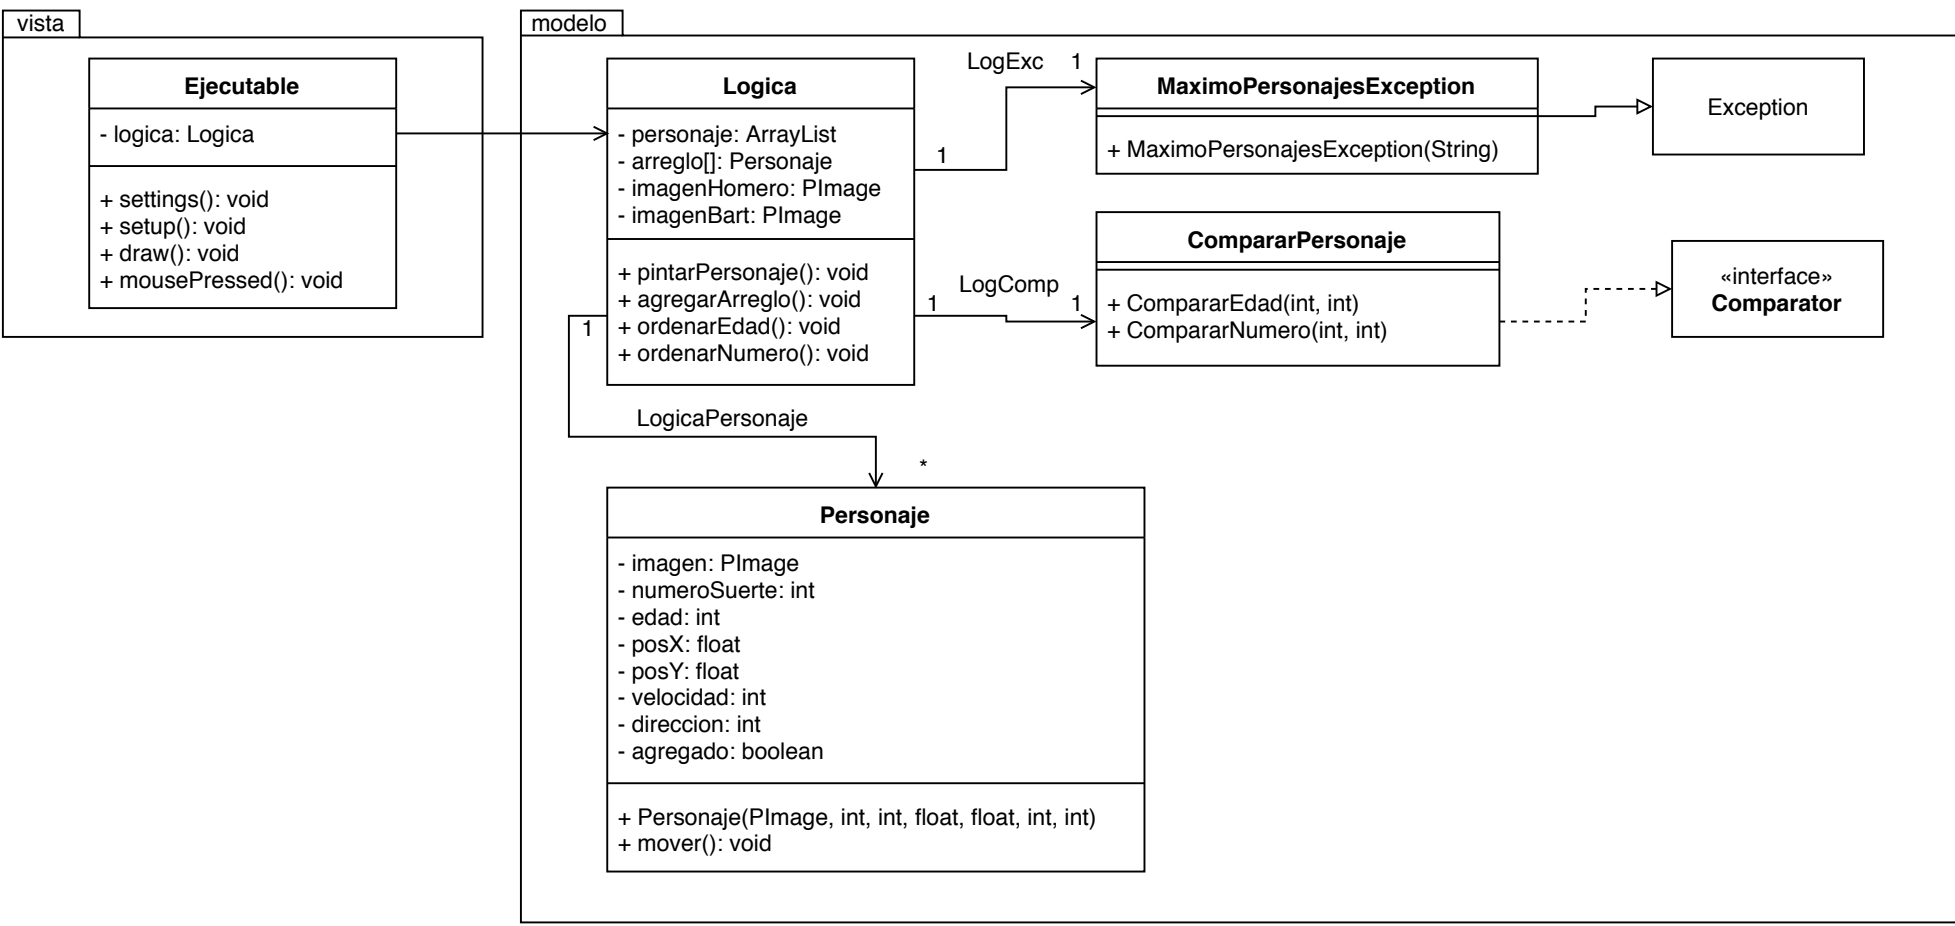 vista
Ejecutable
- logica: Logica
+ settings(): void
+ setup(): void
+ draw(): void
+ mousePressed(): void
modelo
Logica
- personaje: ArrayList
- arreglo[]: Personaje
- imagenHomero: PImage
- imagenBart: PImage
+ pintarPersonaje(): void
+ agregarArreglo(): void
+ ordenarEdad(): void
+ ordenarNumero(): void
LogExc
1
1
MaximoPersonajesException
+ MaximoPersonajesException(String)
Exception
LogComp
1
1
CompararPersonaje
+ CompararEdad(int, int)
+ CompararNumero(int, int)
«interface»
Comparator
1
LogicaPersonaje
*
Personaje
- imagen: PImage
- numeroSuerte: int
- edad: int
- posX: float
- posY: float
- velocidad: int
- direccion: int
- agregado: boolean
+ Personaje(PImage, int, int, float, float, int, int)
+ mover(): void